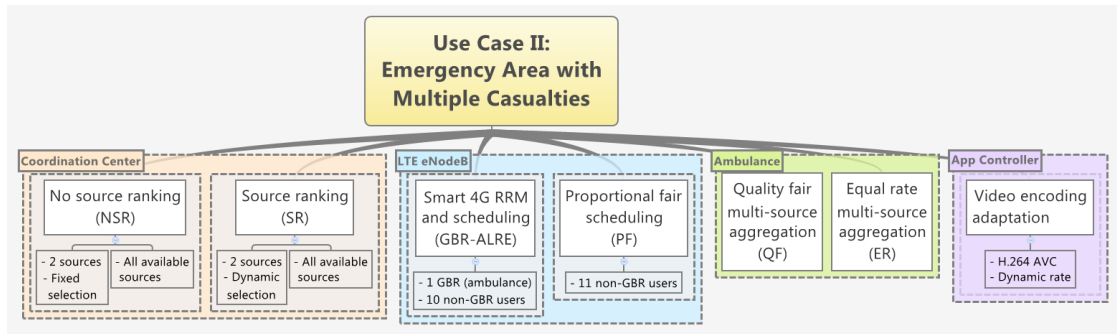 Use Case II:
Emergency Area with
Multiple Casualties
Coordination Center
No source ranking
(NSR)
- 2 sources
- Fixed
selection
- All available
sources
Source ranking
(SR)
- 2 sources
- Dynamic
selection
- All available
sources
LTE eNodeB
Smart 4G RRM
and scheduling
(GBR-ALRE)
- 1 GBR (ambulance)
- 10 non-GBR users
Proportional fair
scheduling
(PF)
- 11 non-GBR users
Ambulance
Quality fair
multi-source
aggregation
(QF)
Equal rate
multi-source
aggregation
(ER)
App Controller
Video encoding
adaptation
- H.264 AVC
- Dynamic rate